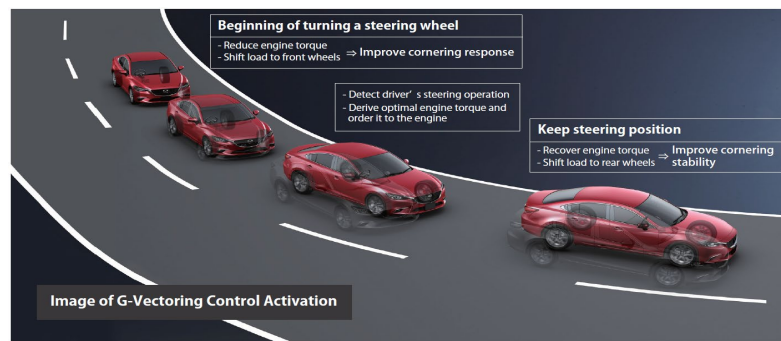 Beginning of turning a steering wheel
- Reduce engine torque
- Shift load to front wheels ⇒ Improve cornering response
- Detect driver’ s steering operation
- Derive optimal engine torque and
order it to the engine
Keep steering position
- Recover engine torque
- Shift load to rear wheels ⇒ Improve cornering
stability
Image of G-Vectoring Control Activation